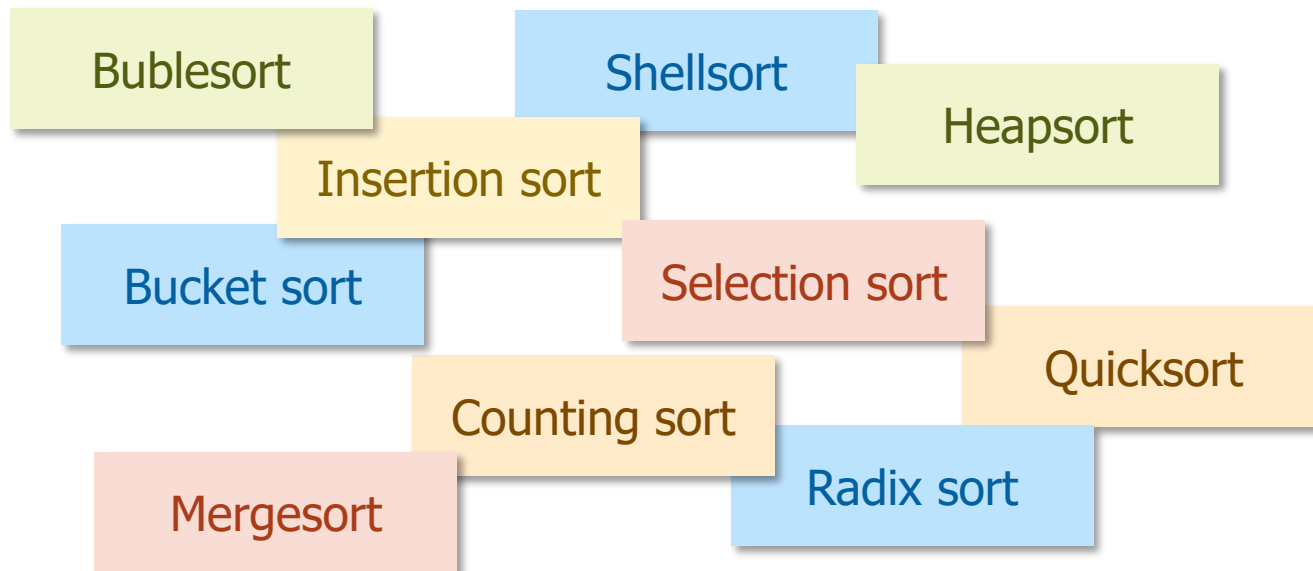 Bublesort
Shellsort
Heapsort
Insertion sort
Bucket sort
Selection sort
Quicksort
Counting sort
Radix sort
Mergesort